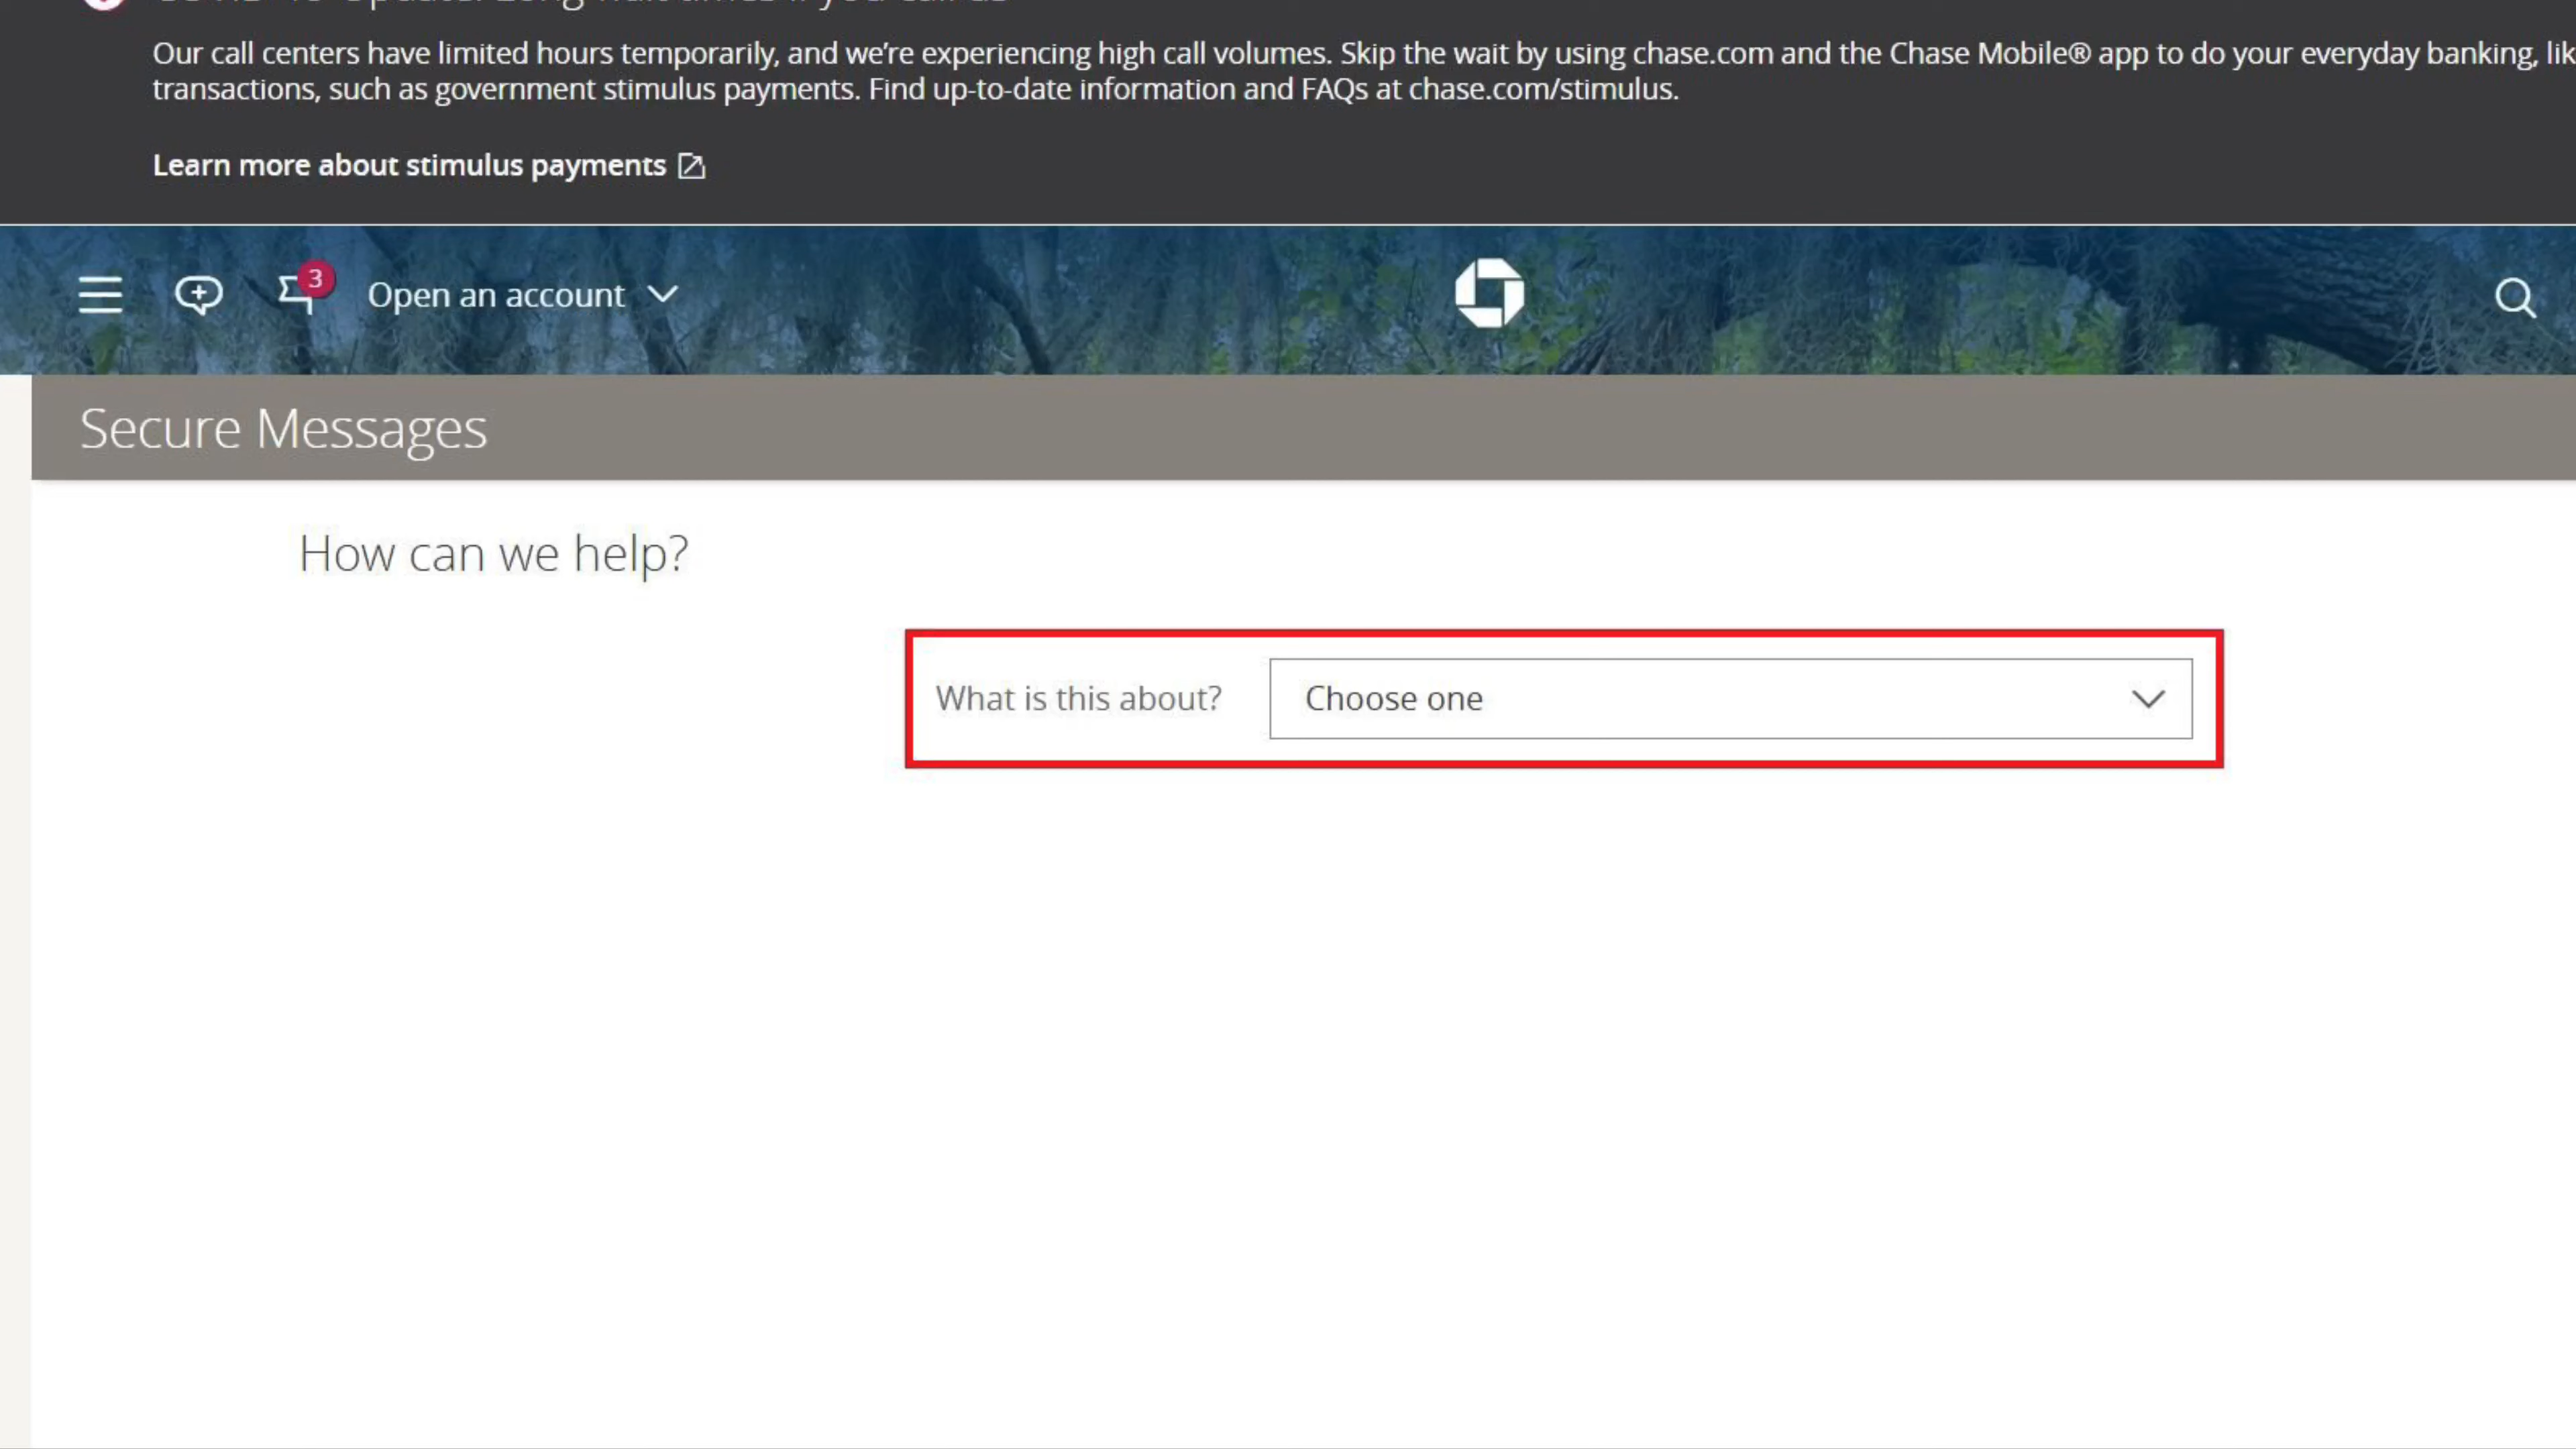 Our call centers have limited hours temporarily, and we’re experiencing high call volumes. Skip the wait by using chase.com and the Chase Mobile® app to do your everyday banking,
transactions, such as government stimulus payments. Find up-to-date information and FAQs at chase.com/stimulus.
Learn more about stimulus payments
3
Open an account
Secure Messages
How can we help?
What is this about?
Choose one